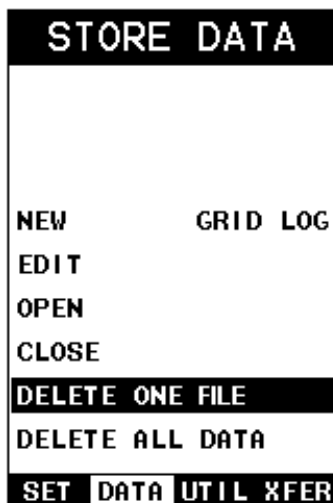 STORE DATA
NEW GRID LOG
EDIT
OPEN
CLOSE
DELETE ONE FILE
DELETE ALL DATA
SET DATA UTIL XFER